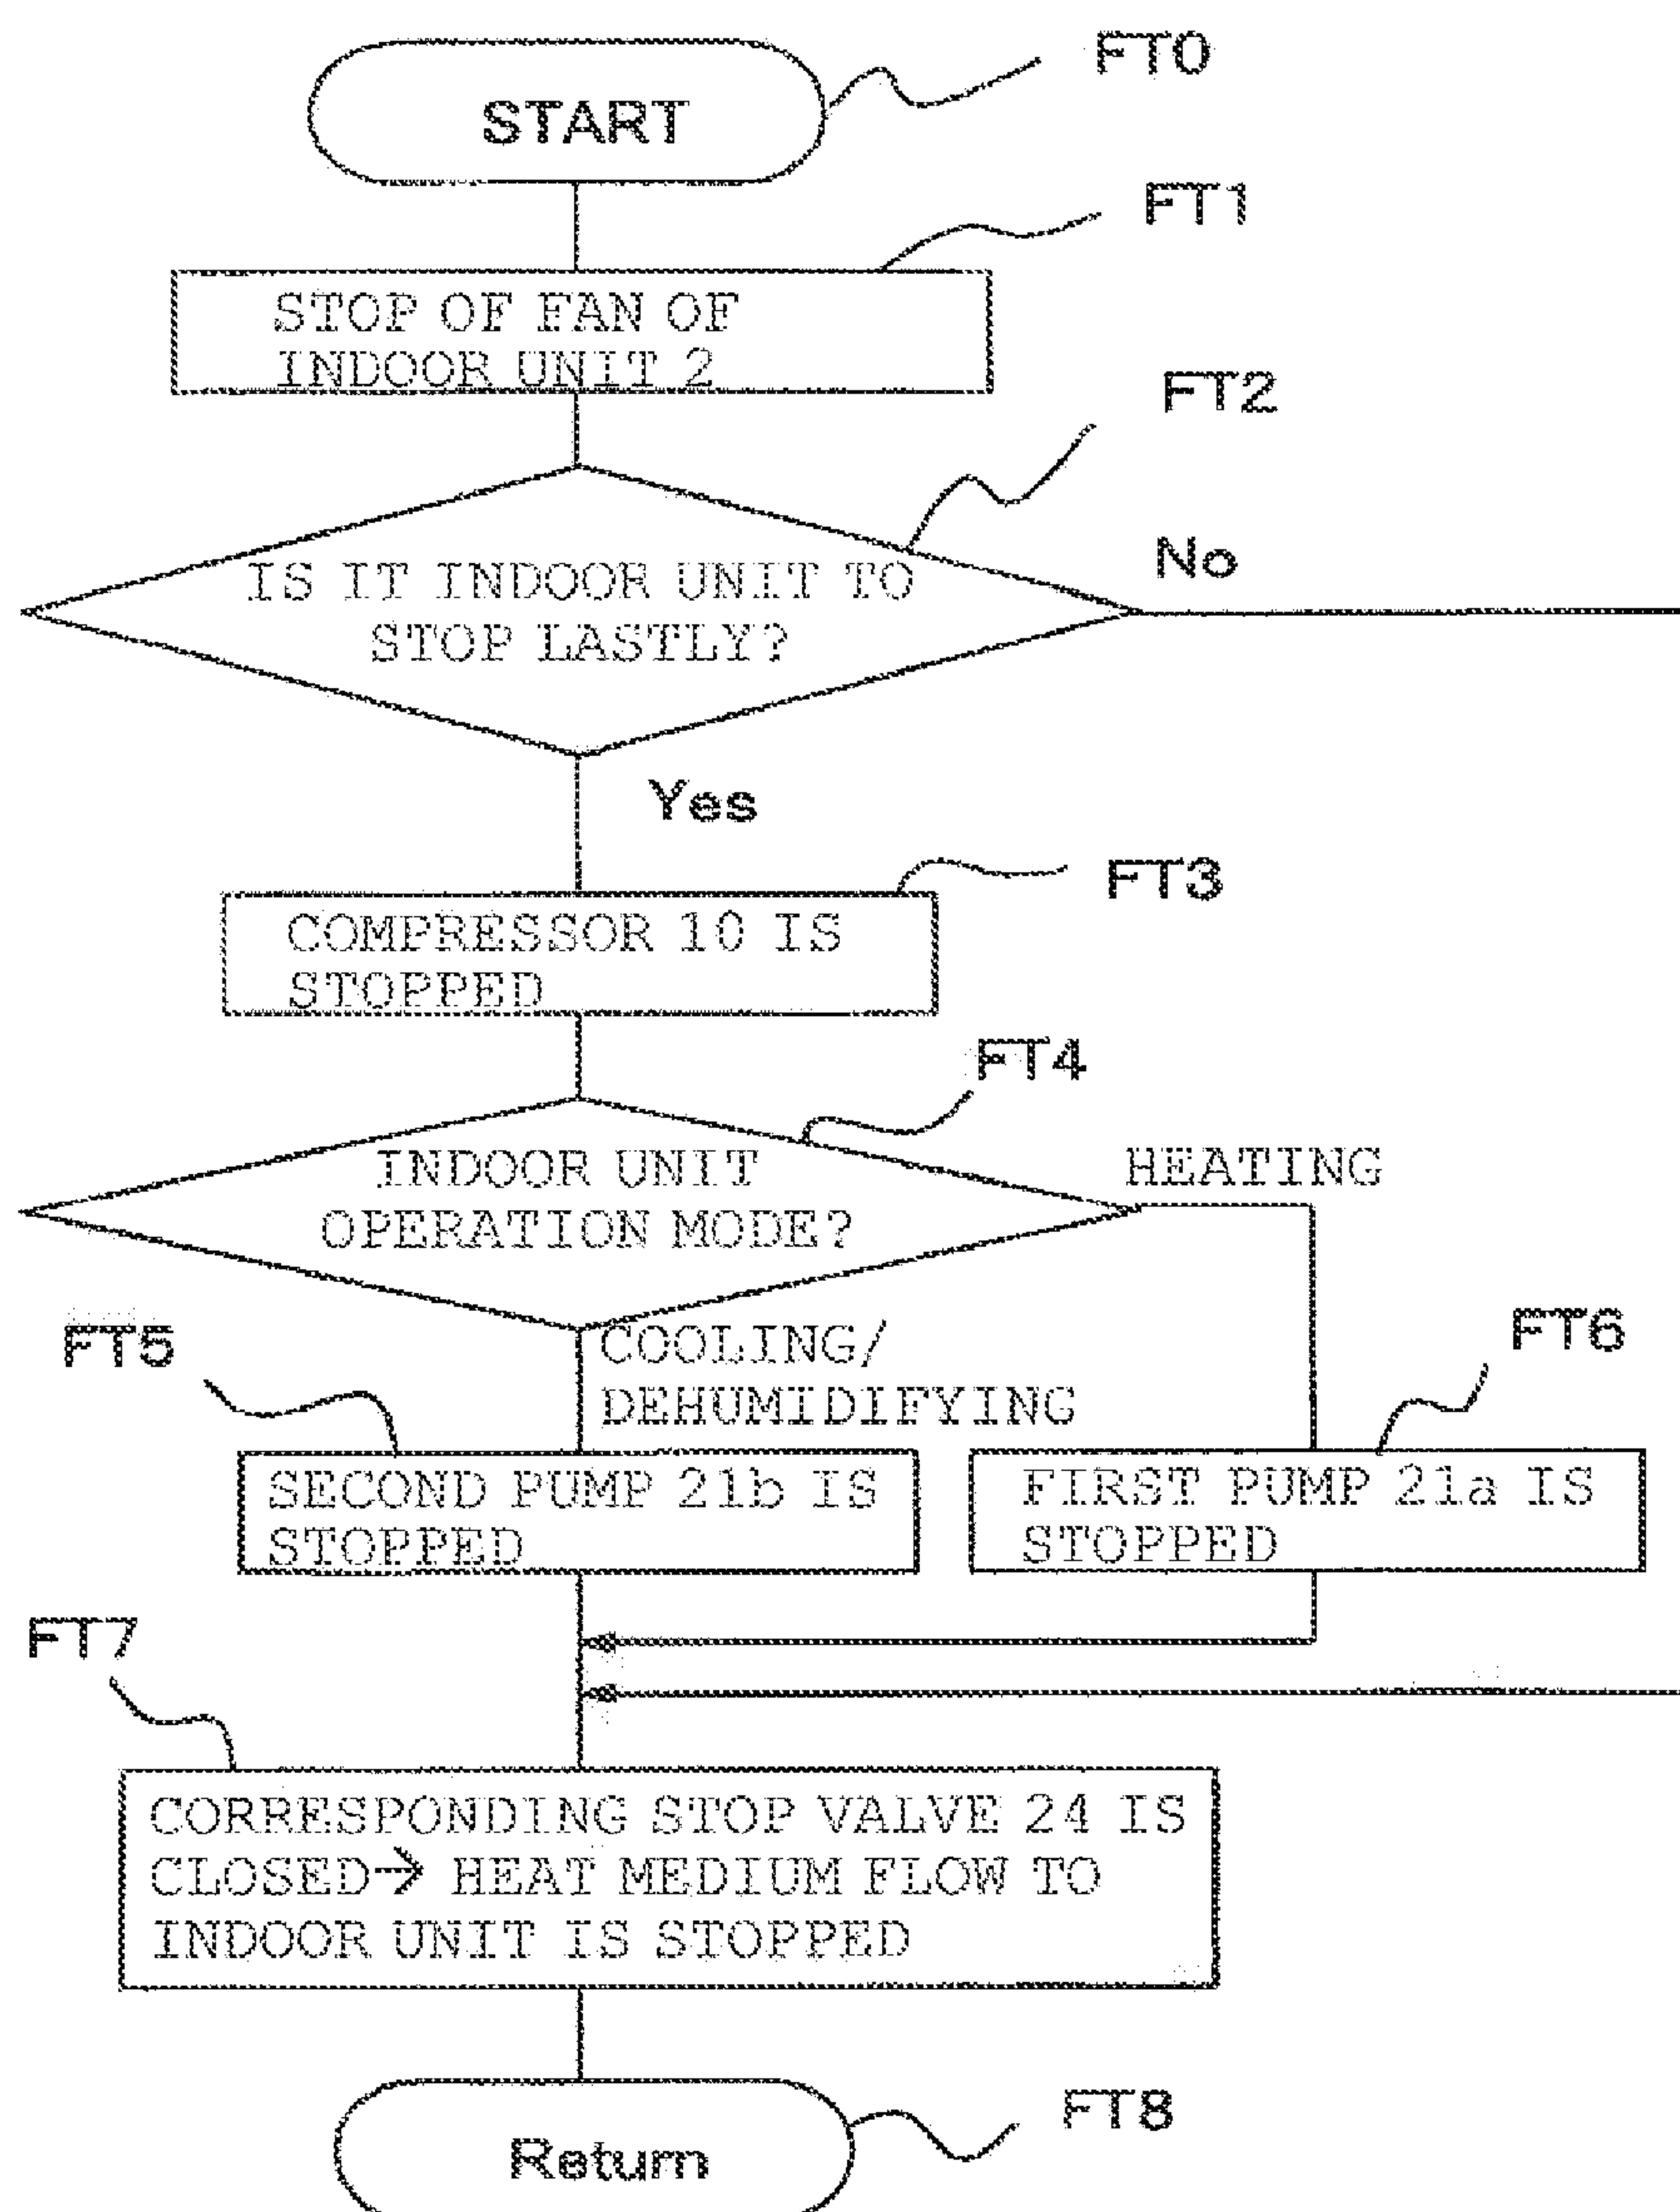 START
FT0
FT1
STOP OF FAN OF
INDOOR UNIT 2
FT2
IS IT INDOOR UNIT TO
STOP LASTLY?
No
Yes
FT3
COMPRESSOR 10 IS
STOPPED
FT4
INDOOR UNIT
OPERATION MODE?
HEATING
FT5
COOLING/
DEHUMIDIFYING
FT6
SECOND PUMP 21b IS
STOPPED
FIRST PUMP 21a IS
STOPPED
FT7
CORRESPONDING STOP VALVE 24 IS
CLOSED→ HEAT MEDIUM FLOW TO
INDOOR UNIT IS STOPPED
Return
FT8